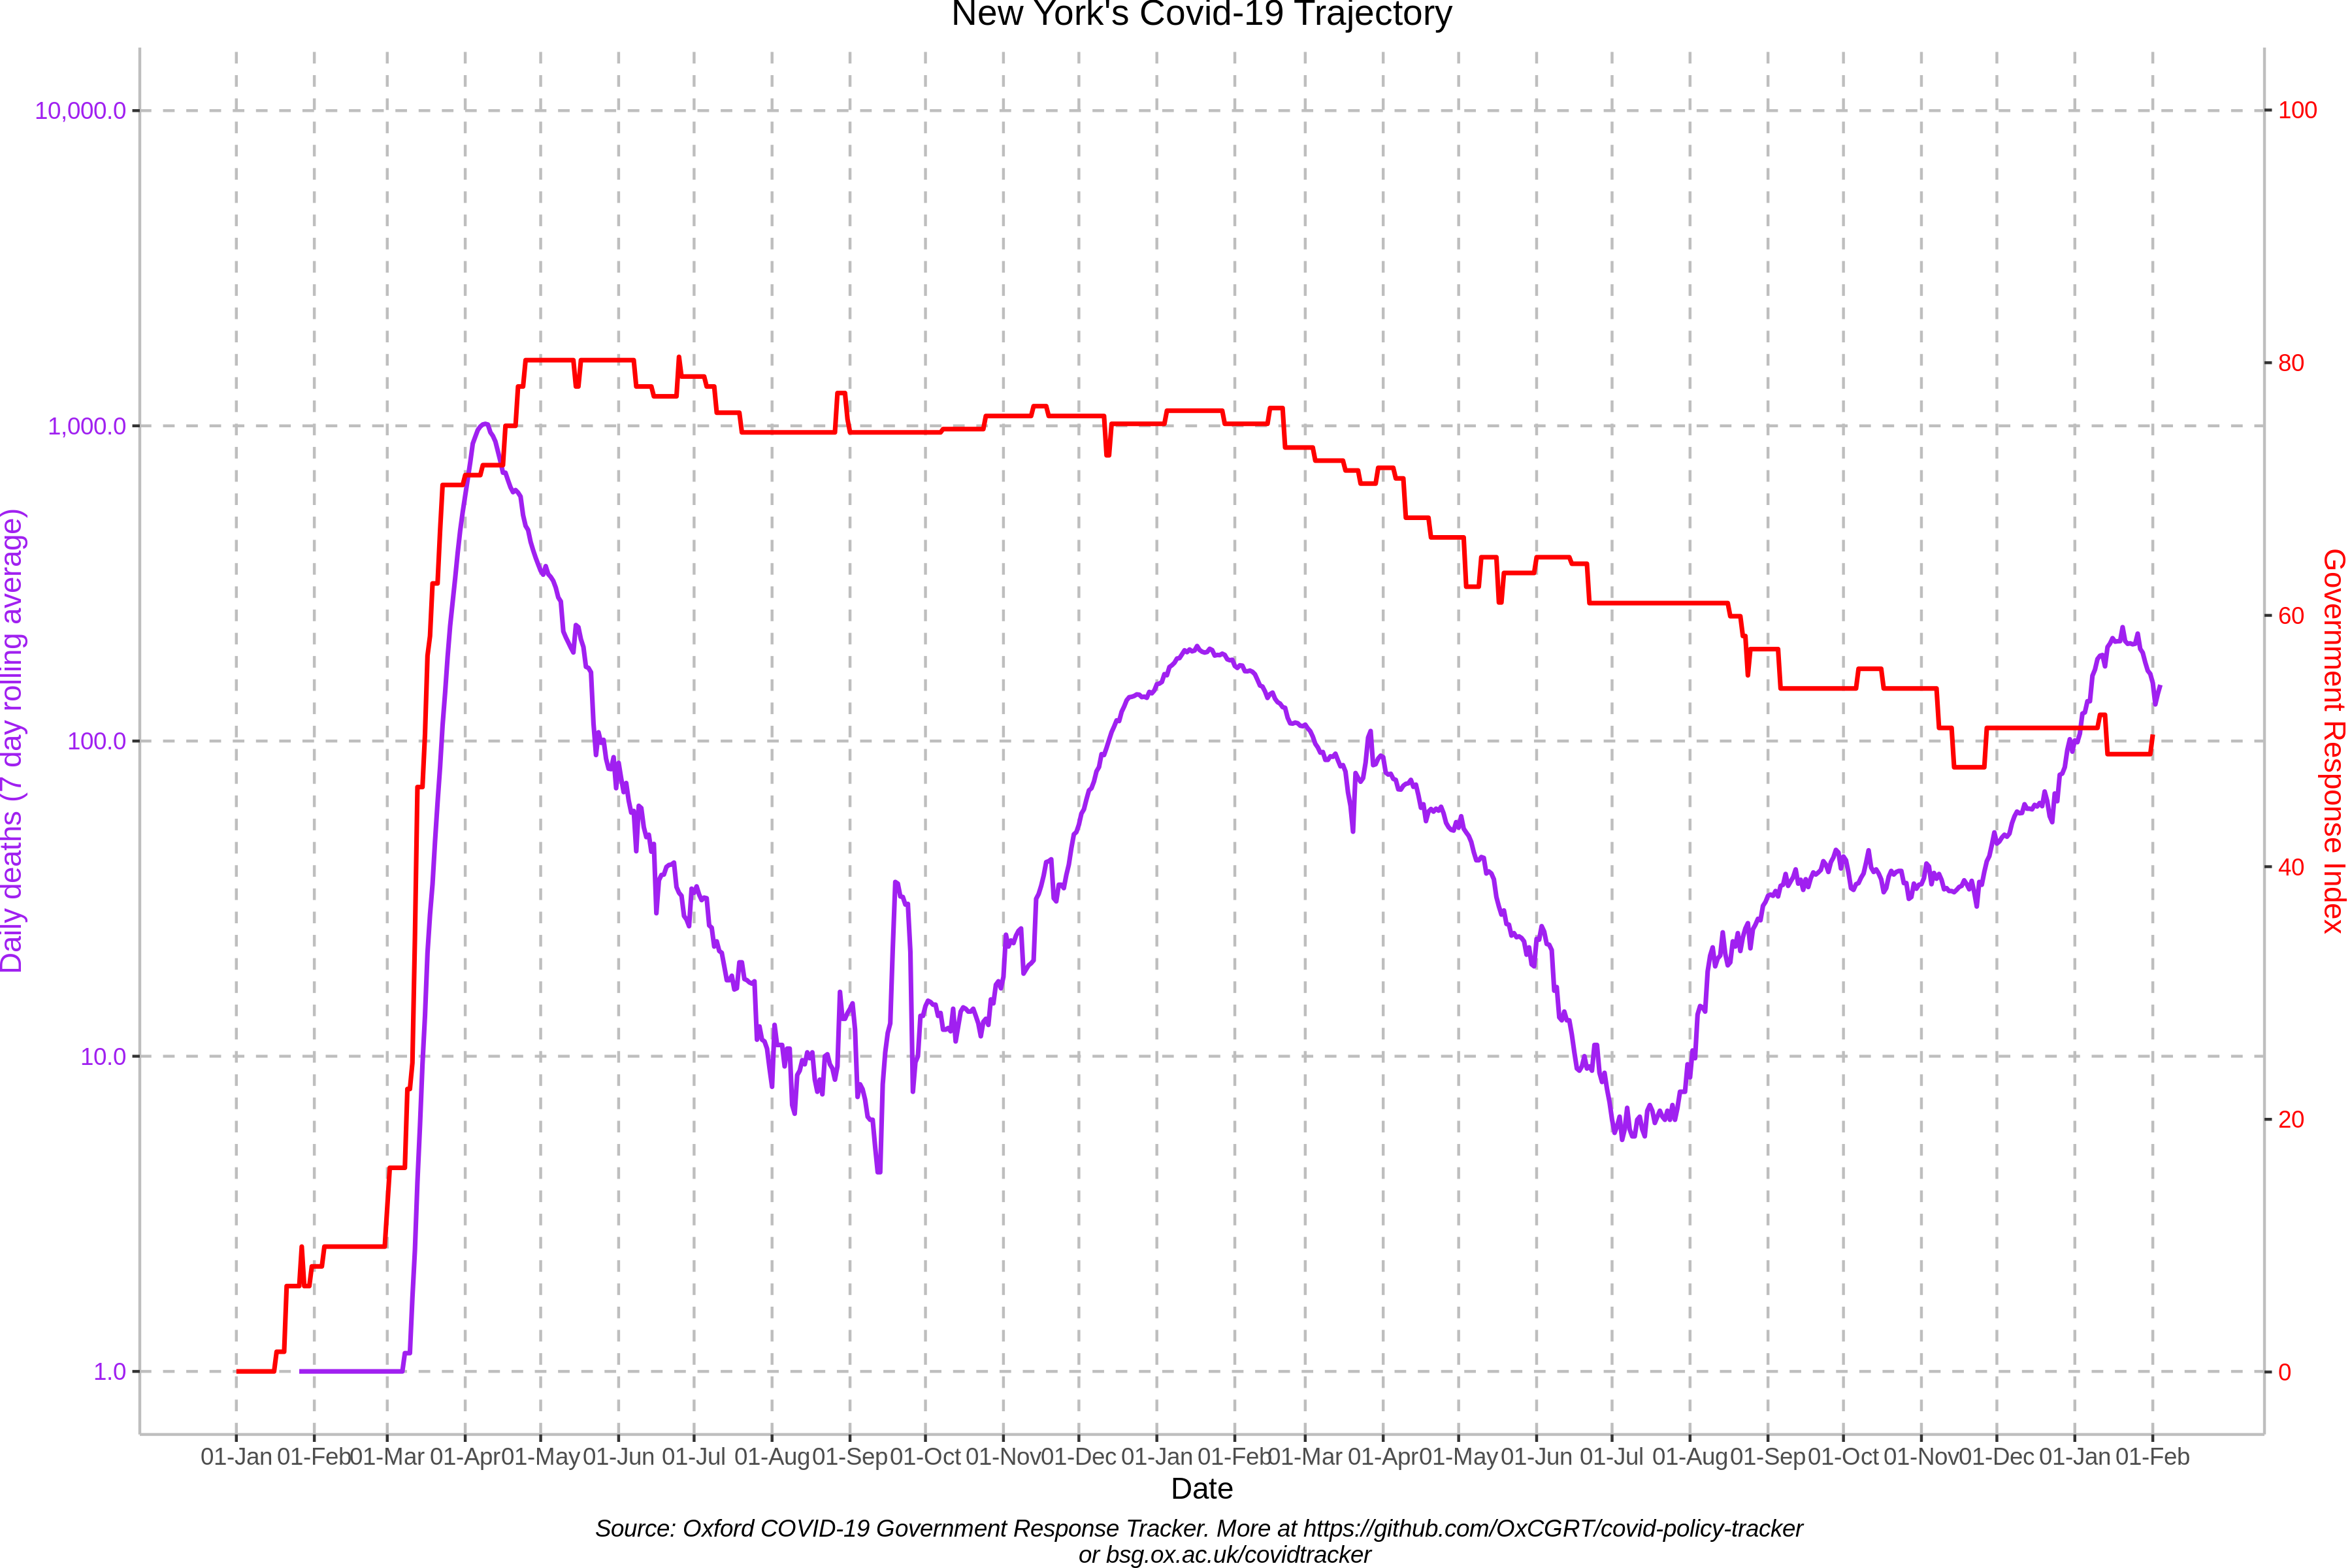 New York's Covid-19 Trajectory
10,000.0
1,000.0
100.0
10.0
1.0
Daily deaths (7 day rolling average)
100
80
60
40
20
0
Government Response Index
01-Jan 01-Feb 01-Mar 01-Apr 01-May 01-Jun 01-Jul 01-Aug 01-Sep 01-Oct 01-Nov 01-Dec 01-Jan 01-Feb 01-Mar 01-Apr 01-May 01-Jun 01-Jul 01-Aug 01-Sep 01-Oct 01-Nov 01-Dec 01-Jan 01-Feb
Date
Source: Oxford COVID-19 Government Response Tracker. More at https://github.com/OxCGRT/covid-policy-tracker
or bsg.ox.ac.uk/covidtracker